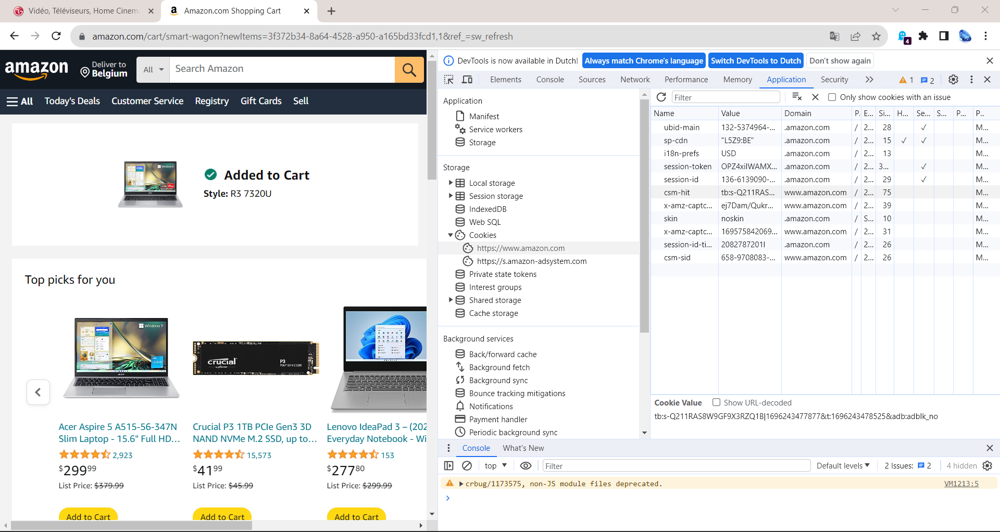 Vidéo, Téléviseurs, Home Cinema
Amazon.com Shopping Cart
amazon.com/cart/smart-wagon?newItems=3f372b34-8a64-4528-a950-a165bd33fcd1,1&ref_=sw_refresh
4
amazon
Deliver to
Belgium
All
Search Amazon
All
Today's Deals
Customer Service
Registry
Gift Cards
Sell
Added to Cart
Style: R3 7320U
Top picks for you
Windows 11
acer
crucial
P3
Acer Aspire 5 A515-56-347N
Slim Laptop - 15.6" Full HD...
2,923
$299.99
List Price: $379.99
Add to Cart
Crucial P3 1TB PCIe Gen3 3D
NAND NVMe M.2 SSD, up to...
15,573
$41.99
List Price: $45.99
Add to Cart
Lenovo IdeaPad 3 – (202
Everyday Notebook - Wi
153
$277.80
List Price: $299.99
Add to Cart
DevTools is now available in Dutch!
Always match Chrome's language
Switch DevTools to Dutch
Don't show again
Elements
Console
Sources
Network
Performance
Memory
Application
Security
1
2
Application
Manifest
Service workers
Storage
Storage
Local storage
Session storage
IndexedDB
Web SQL
Cookies
https://www.amazon.com
https://s.amazon-adsystem.com
Private state tokens
Interest groups
Shared storage
Cache storage
Background services
Back/forward cache
Background fetch
Background sync
Bounce tracking mitigations
Notifications
Payment handler
Periodic background sync
Filter
Only show cookies with an issue
Name Value Domain P. E... Si... H... Se... S... P... P..
ubid-main 132-5374964-... .amazon.com / 2... 28 ✓ M...
sp-cdn "L5Z9:BE" .amazon.com / 2... 15 ✓ ✓ M...
i18n-prefs USD .amazon.com / 2... 13 M...
session-token OPZ4xiIWAMX... .amazon.com / 2... 3... ✓ M...
session-id 136-6139090-... .amazon.com / 2... 29 ✓ M...
csm-hit tb:s-Q211RAS... www.amazon.com / 2... 75 M...
x-amz-captc... ej7Dam/Qukr... www.amazon.com / 2... 39 M...
skin noskin .amazon.com / S... 10 M...
x-amz-captc... 169575842069... www.amazon.com / 2... 31 M...
session-id-ti... 2082787201l .amazon.com / 2... 26 M...
csm-sid 658-9708083-... www.amazon.com / 2... 26 M...
Cookie Value
Show URL-decoded
tb:s-Q211RAS8W9GF9X3RZQ1B|1696243477877&t:1696243478525&adb:adblk_no
Console
What's New
top
Filter
Default levels
2 Issues:
2
4 hidden
crbug/1173575, non-JS module files deprecated.
VM1213:5